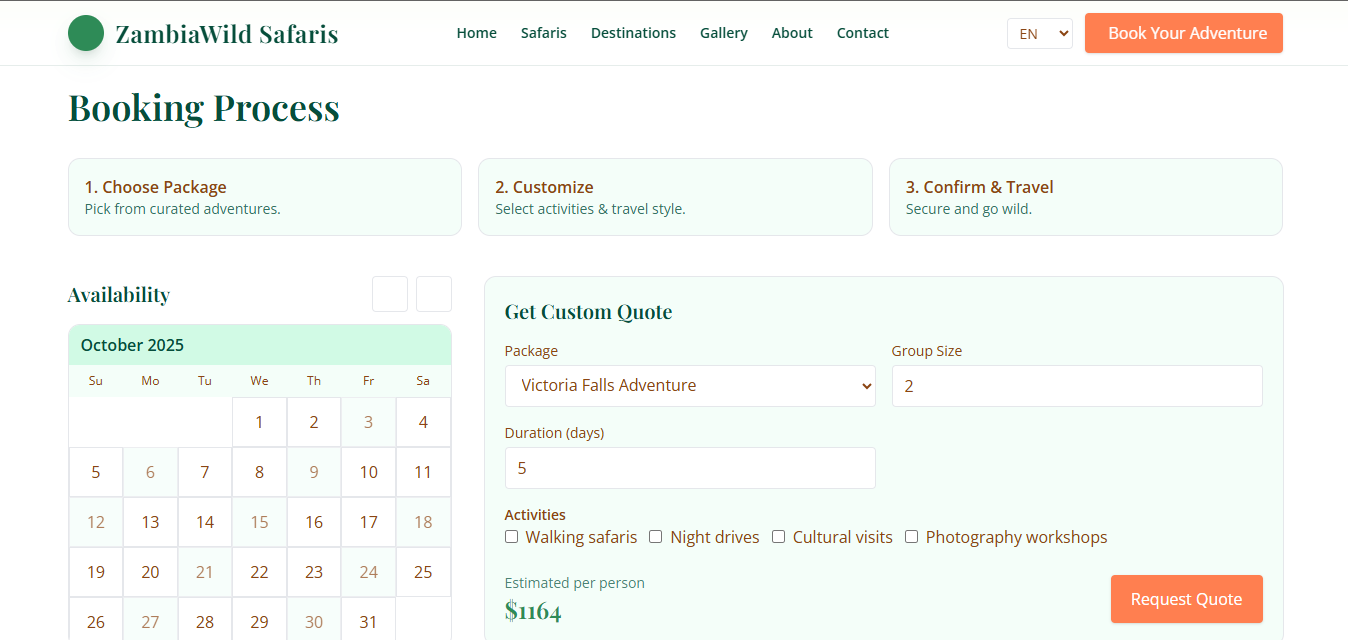 ZambiaWild Safaris
Home Safaris Destinations Gallery About Contact
EN
Book Your Adventure
Booking Process
1. Choose Package
Pick from curated adventures.
2. Customize
Select activities & travel style.
3. Confirm & Travel
Secure and go wild.
Availability
October 2025
Su Mo Tu We Th Fr Sa
1 2 3 4
5 6 7 8 9 10 11
12 13 14 15 16 17 18
19 20 21 22 23 24 25
26 27 28 29 30 31
Get Custom Quote
Package
Victoria Falls Adventure
Group Size
2
Duration (days)
5
Activities
Walking safaris Night drives Cultural visits Photography workshops
Estimated per person
$1164
Request Quote